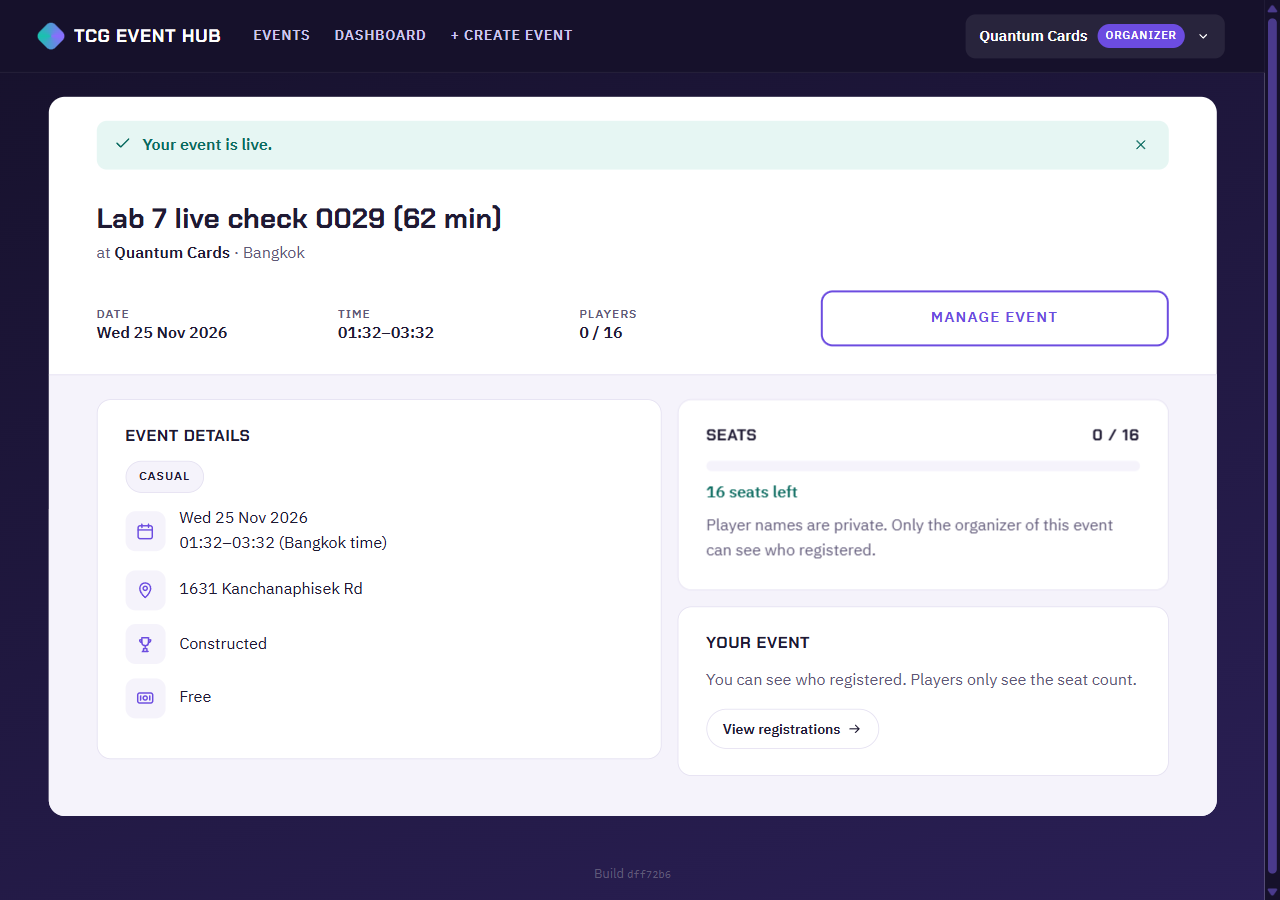 TCG EVENT HUB
EVENTS
DASHBOARD
+ CREATE EVENT
Quantum Cards
ORGANIZER
Your event is live.
Lab 7 live check 0029 (62 min)
at Quantum Cards · Bangkok
DATE
Wed 25 Nov 2026
TIME
01:32–03:32
PLAYERS
0 / 16
MANAGE EVENT
EVENT DETAILS
CASUAL
Wed 25 Nov 2026
01:32–03:32 (Bangkok time)
1631 Kanchanaphisek Rd
Constructed
Free
SEATS
0 / 16
16 seats left
Player names are private. Only the organizer of this event
can see who registered.
YOUR EVENT
You can see who registered. Players only see the seat count.
View registrations →
Build dff72b6